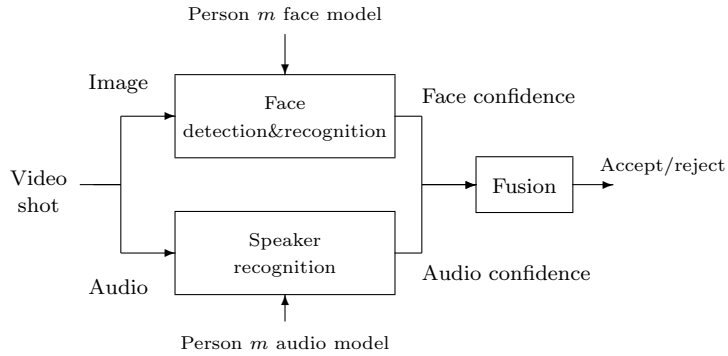 Person m face model
Image
Face
detection&recognition
Face confidence
Video
shot
Fusion
Accept/reject
Speaker
recognition
Audio
Audio confidence
Person m audio model